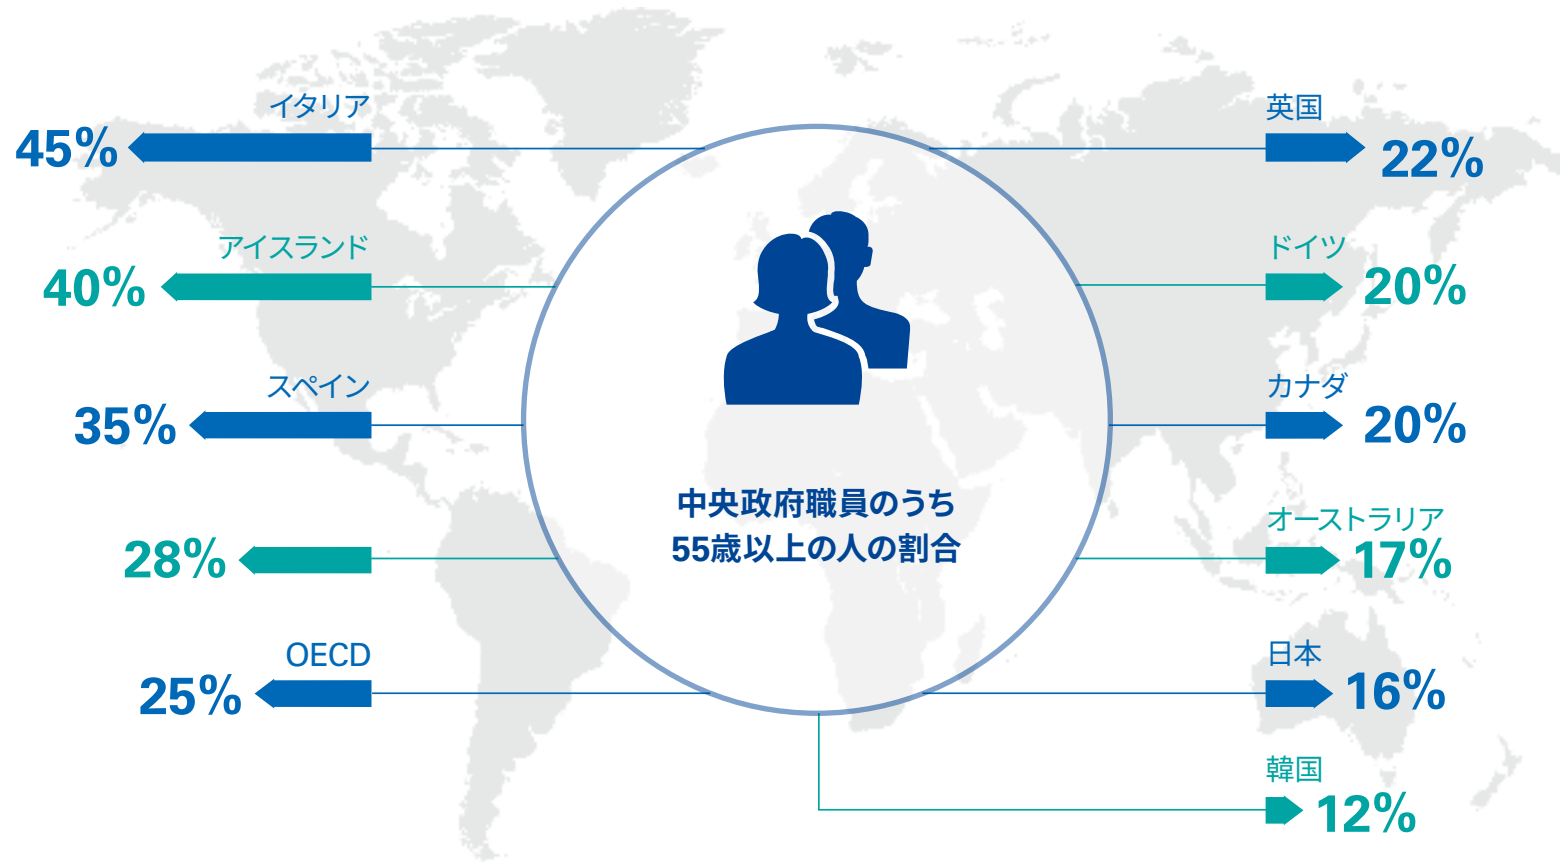 イタリア
45%
アイスランド
40%
スペイン
35%
28%
OECD
25%
中央政府職員のうち
55歳以上の人の割合
英国
22%
ドイツ
20%
カナダ
20%
オーストラリア
17%
日本
16%
韓国
12%